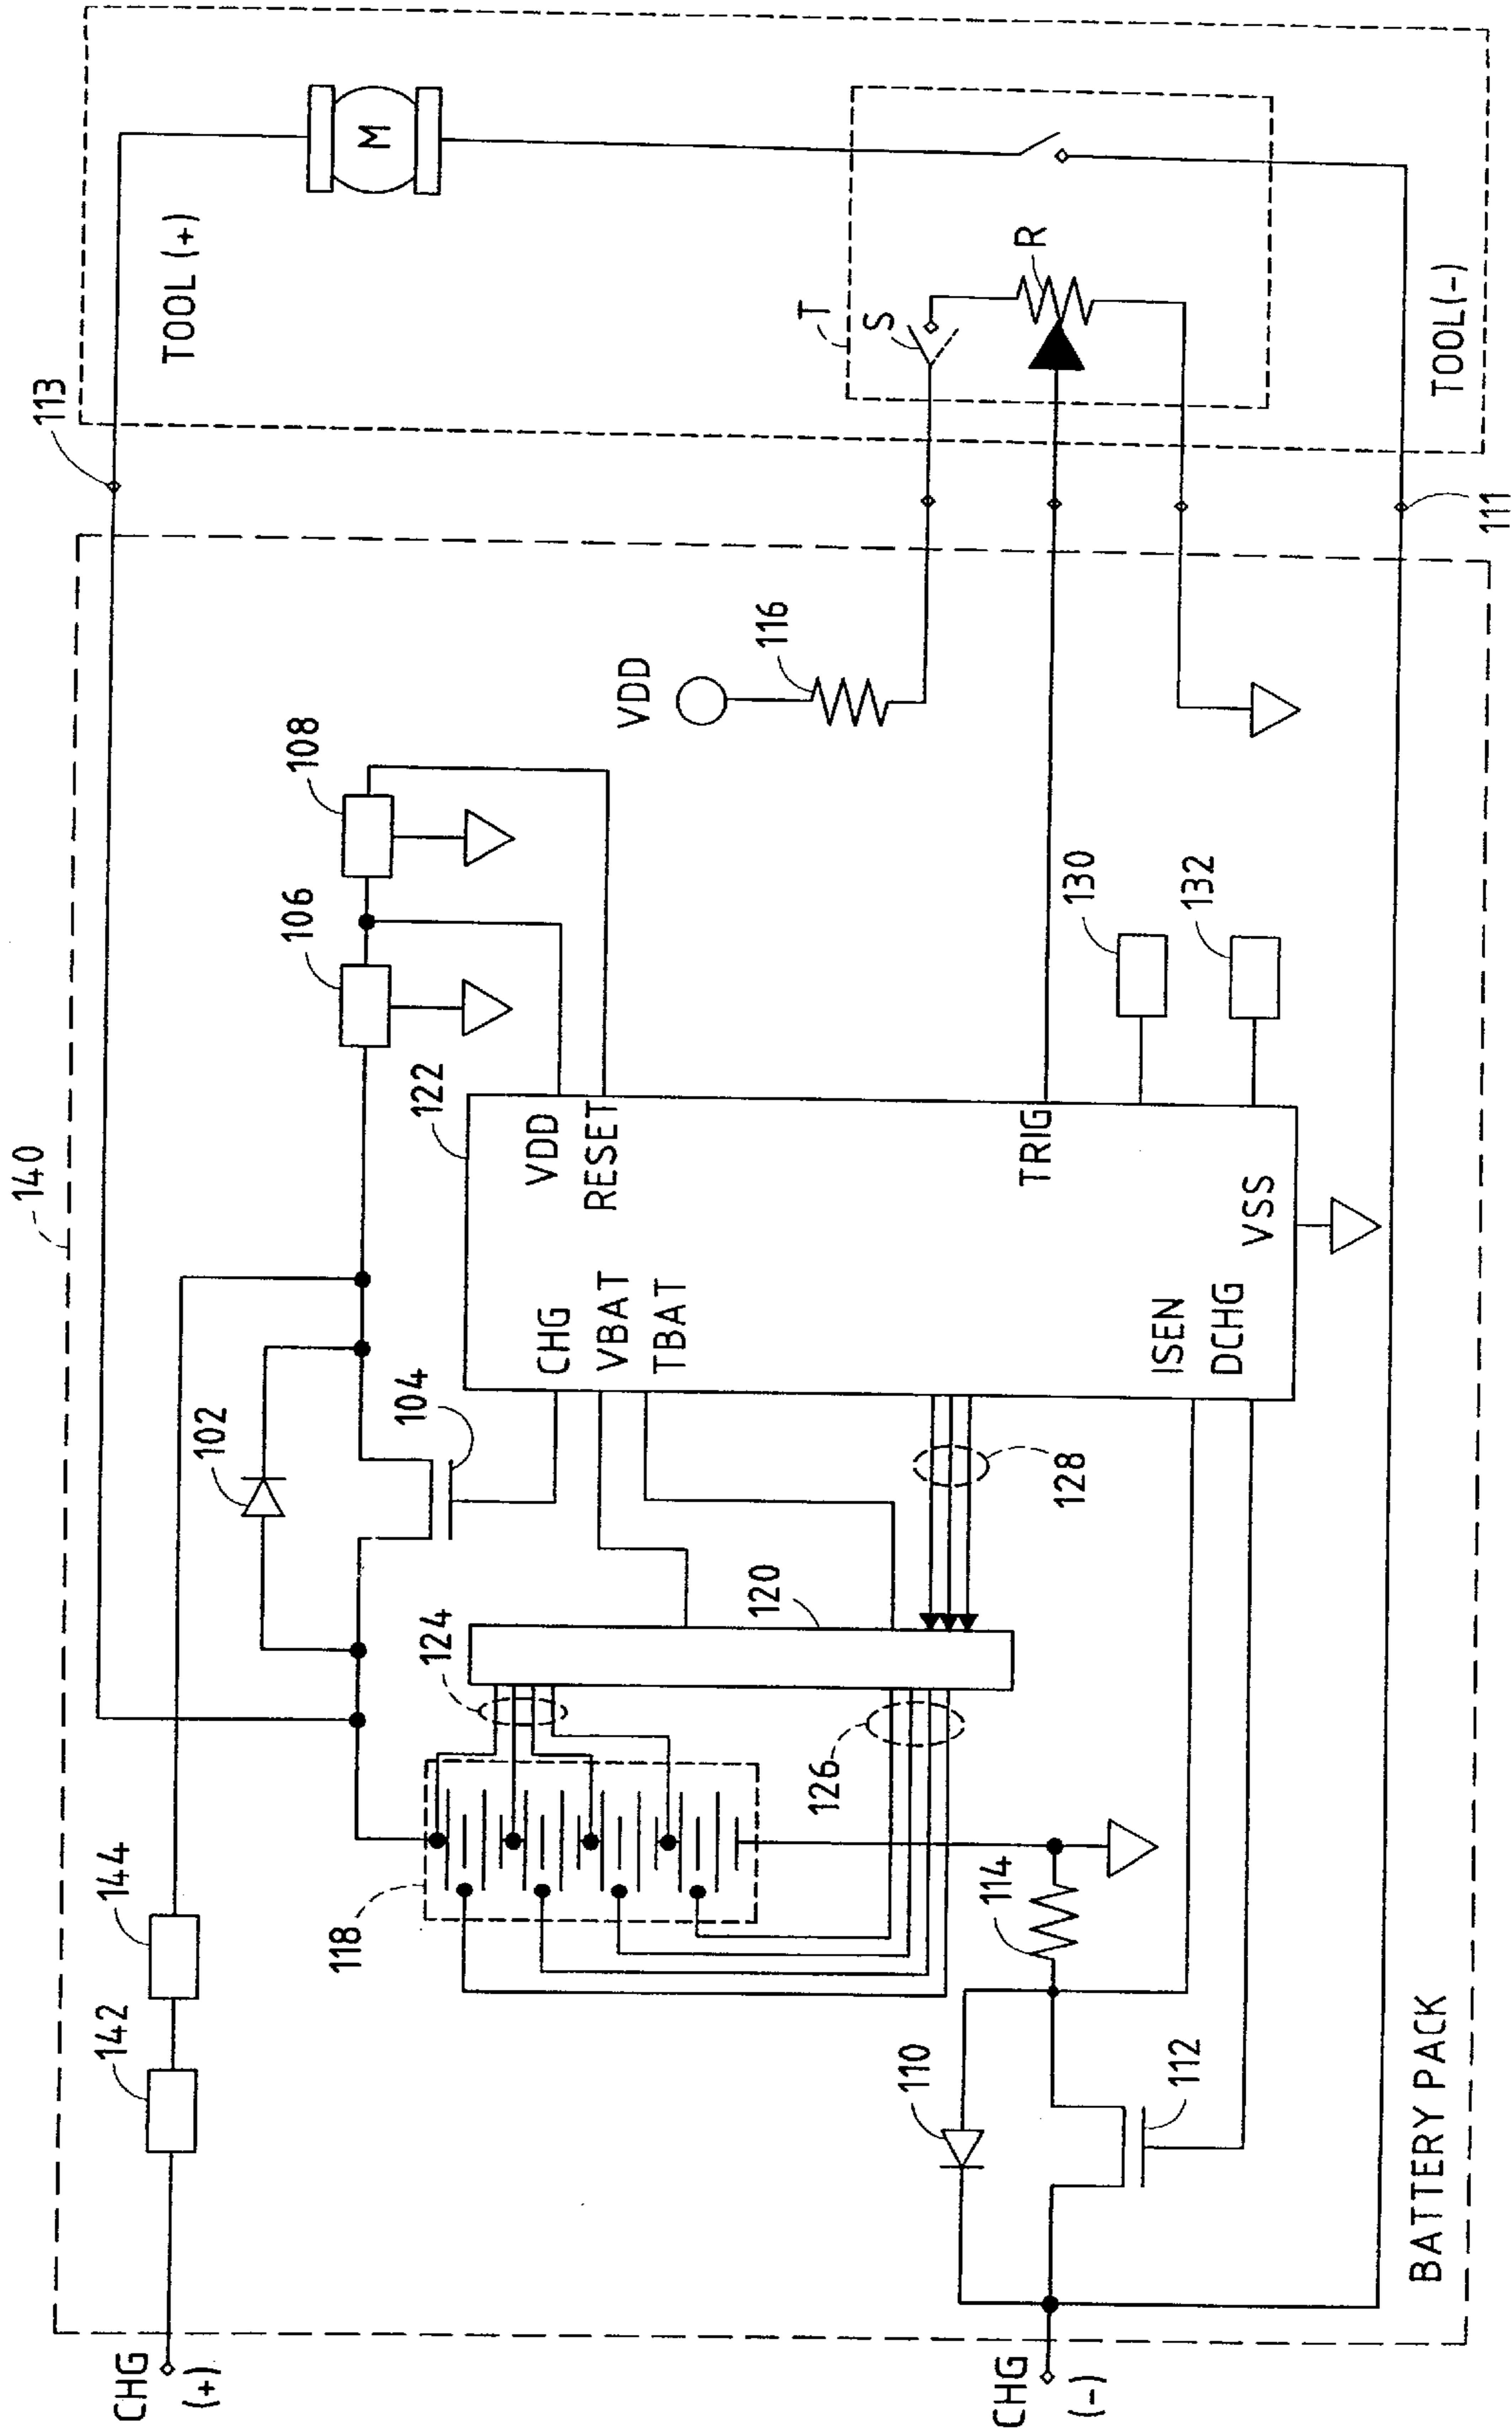 140
113
TOOL (+)
M
142
144
102
104
106
108
VDD
116
118
124
120
122
CHG
VBAT
TBAT
VDD
RESET
TRIG
ISEN
DCHG
VSS
126
128
130
132
T
S
R
110
112
114
CHG
(+)
CHG
(-)
BATTERY PACK
TOOL(-)
111